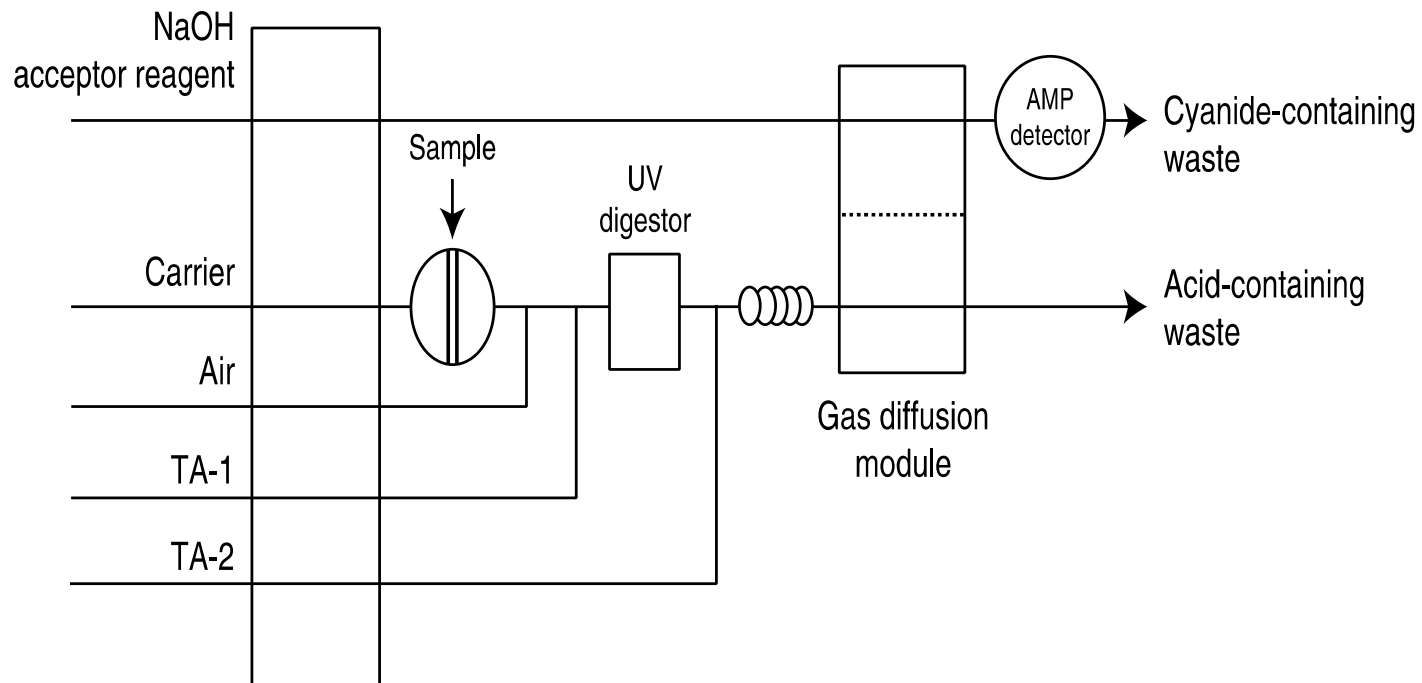 NaOH
acceptor reagent
Sample
UV
digestor
AMP
detector
Cyanide-containing
waste
Carrier
Acid-containing
waste
Air
Gas diffusion
module
TA-1
TA-2